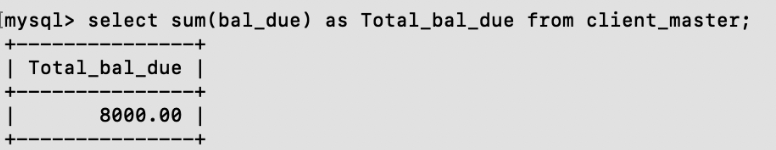 [mysql> select sum(bal_due) as Total_bal_due from client_master;
+---------------+
| Total_bal_due |
+---------------+
|       8000.00 |
+---------------+